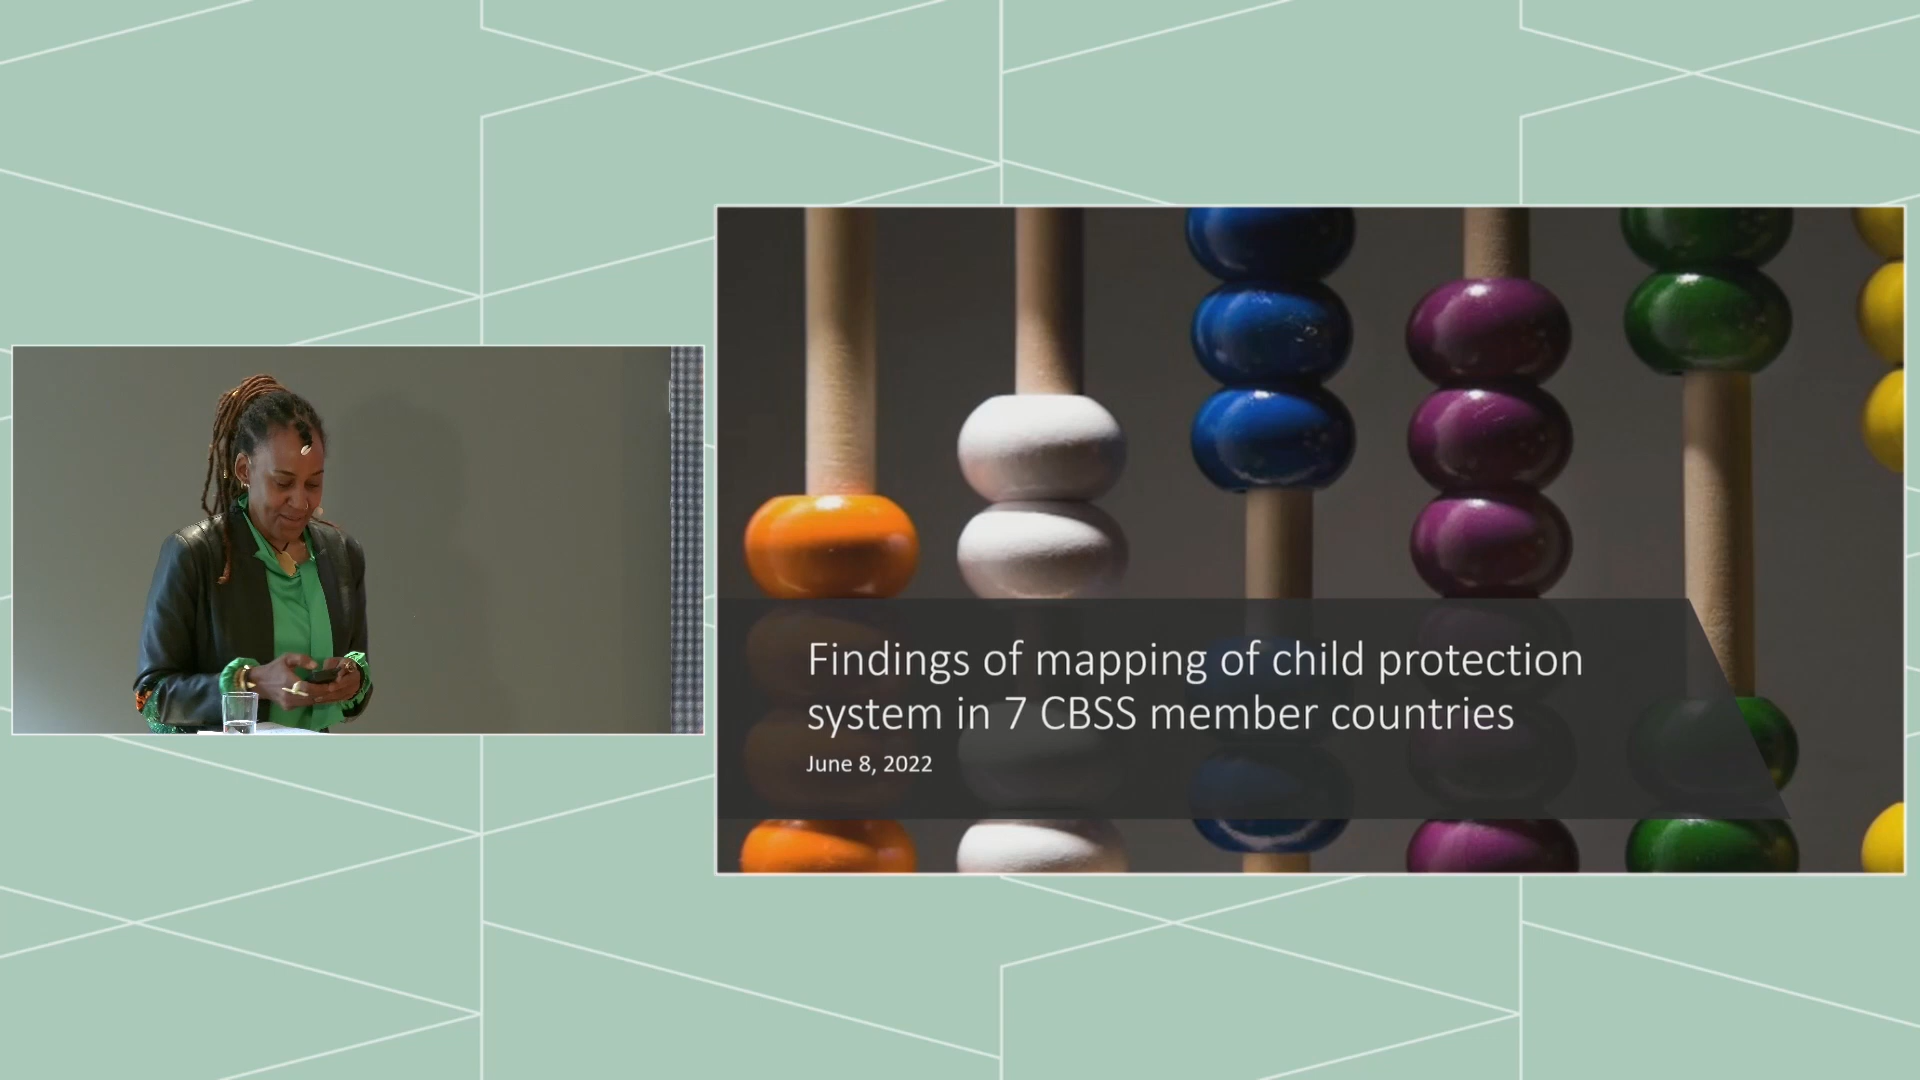 Findings of mapping of child protection
system in 7 CBSS member countries
June 8, 2022